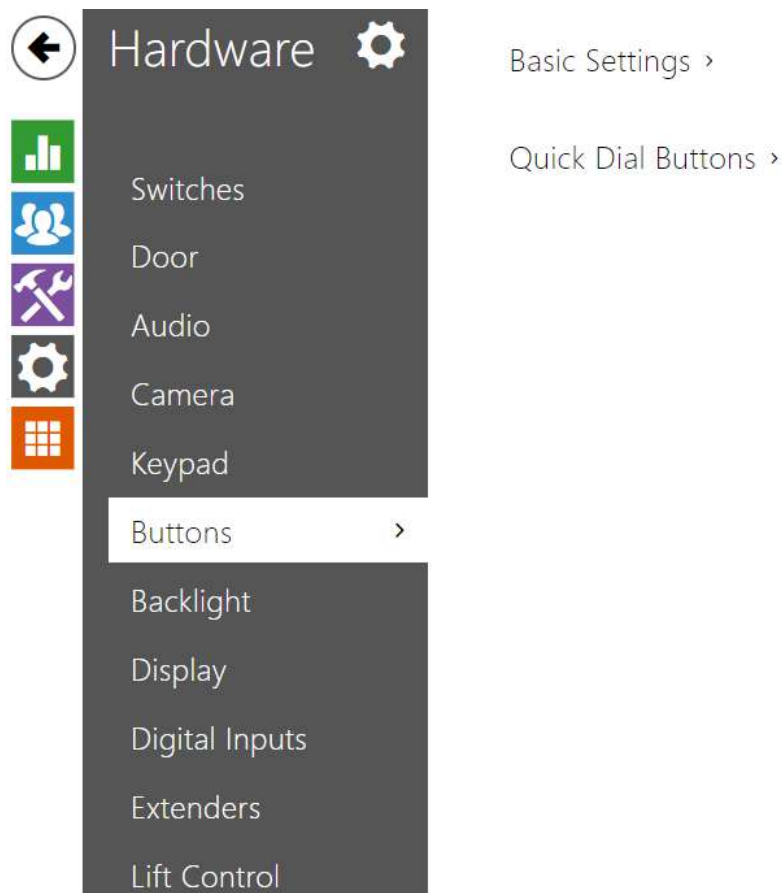 Hardware
Switches
Door
Audio
Camera
Keypad
Buttons
Backlight
Display
Digital Inputs
Extenders
Lift Control
Basic Settings
Quick Dial Buttons